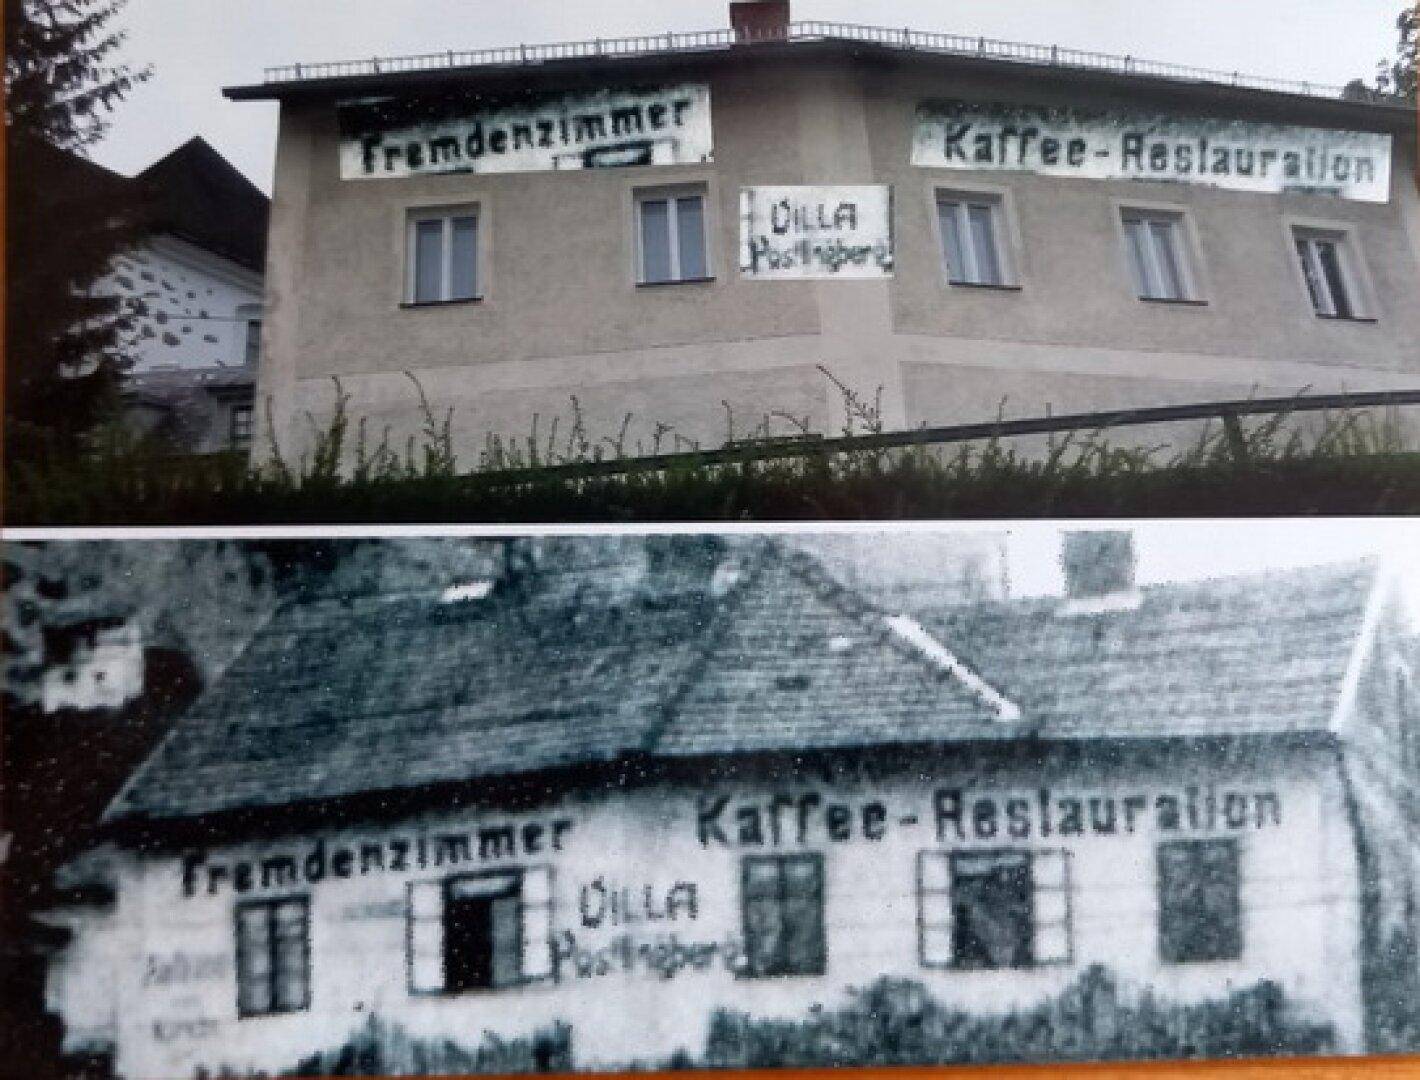 Fremdenzimmer
Kaffee - Restauration
VILLA
Pöstlingberg
Fremdenzimmer
Kaffee - Restauration
VILLA
Pöstlingberg